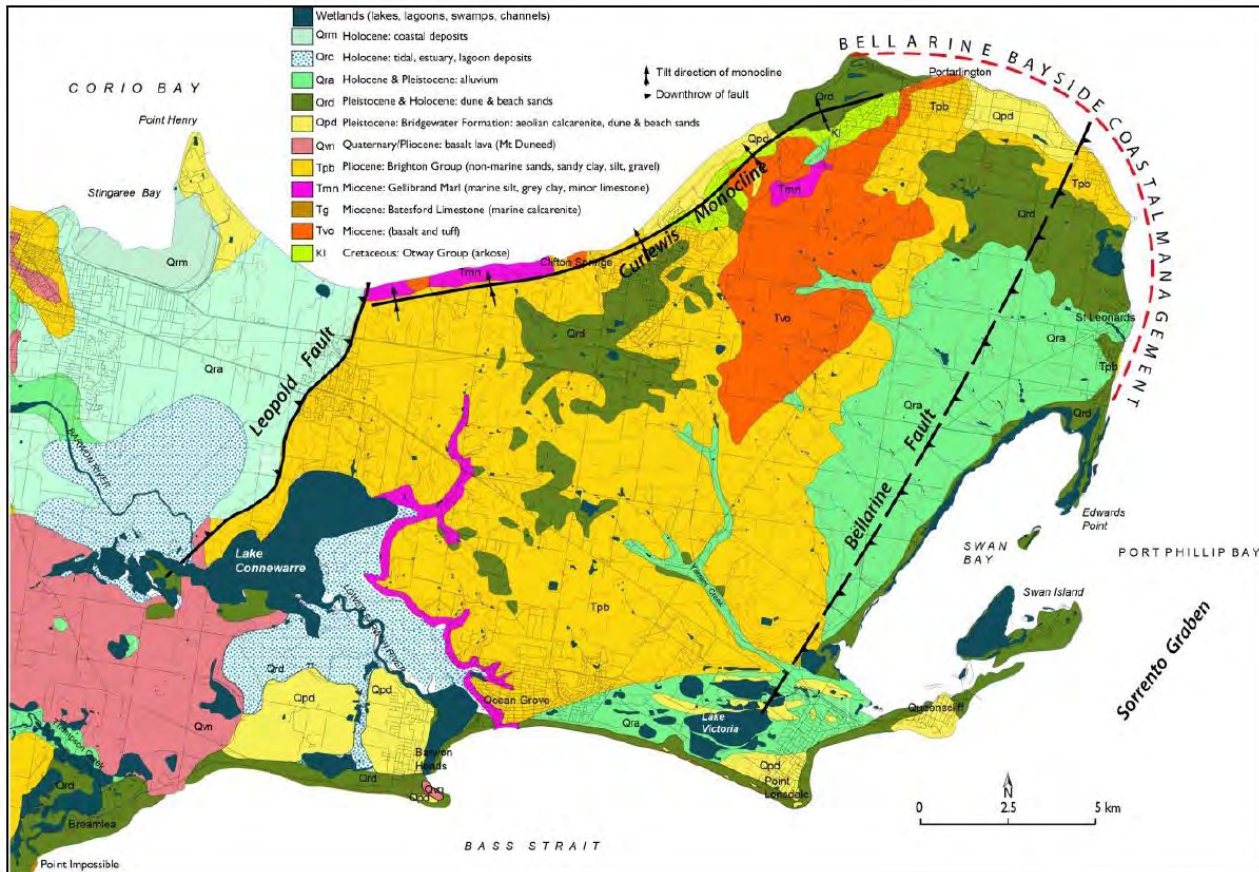 Wetlands (lakes, lagoons, swamps, channels)
Qrm Holocene: coastal deposits
Qrc Holocene: tidal, estuary, lagoon deposits
Qra Holocene & Pleistocene: alluvium
Qrd Pleistocene & Holocene: dune & beach sands
Qpd Pleistocene: Bridgewater Formation: aeolian calcarenite, dune & beach sands
Qvn Quaternary/Pliocene: basalt lava (Mt Duneed)
Tpb Pliocene: Brighton Group (non-marine sands, sandy clay, silt, gravel)
Tmn Miocene: Gellibrand Marl (marine silt, grey clay, minor limestone)
Tg Miocene: Batesford Limestone (marine calcarenite)
Tvo Miocene: (basalt and tuff)
Kl Cretaceous: Otway Group (arkose)
Tilt direction of monocline
Downthrow of fault
BELLARINE BAYSIDE COASTAL MANAGEMENT
CORIO BAY
Point Henry
Stingaree Bay
Qrm
Portarlington
Qrd
Tpb
Qpd
Qpd
Kl
Tmn
Tpb
Qrd
Curlewis Monocline
Clifton Springs
Tmn
Leopold Fault
Qra
Qrd
Tvo
Qra
St Leonards
Tpb
Qrd
Qra
Bellarine Fault
Edwards
Point
SWAN
BAY
PORT PHILLIP BAY
Swan Island
Sorrento Graben
BARWON RIVER
Lake
Connewarre
Tpb
Qrd
Qpd
Qpd
Ocean Grove
Qra
Lake
Victoria
Queenscliff
Qvn
Qrd
Barwon
Heads
Qvn
Qpd
Qpd
Point
Lonsdale
Qrd
Breamlea
Point Impossible
BASS STRAIT
N
0 2.5 5 km